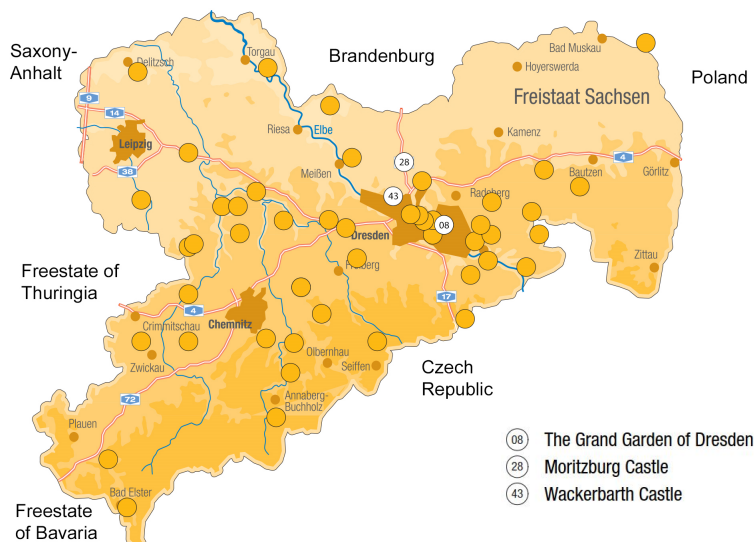 Saxony-
Anhalt
Brandenburg
Poland
Torgau
Delitzsch
Bad Muskau
Hoyerswerda
Freistaat Sachsen
9
14
Leipzig
38
Riesa
Elbe
Meißen
28
43
Kamenz
4
Bautzen
Görlitz
Radeberg
08
Dresden
Zittau
Freestate of
Thuringia
Freiberg
17
4
Chemnitz
Crimmitschau
Zwickau
Olbernhau
Seiffen
Czech
Republic
72
Annaberg-
Buchholz
Plauen
Bad Elster
Freestate
of Bavaria
08 The Grand Garden of Dresden
28 Moritzburg Castle
43 Wackerbarth Castle